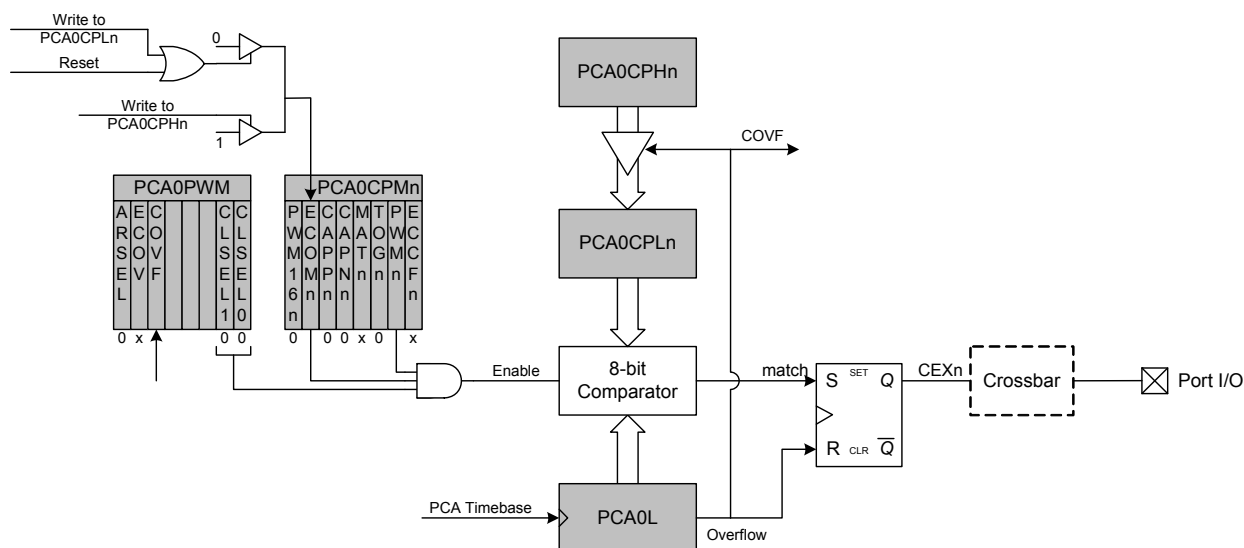 Write to
PCA0CPLn
Reset
0
Write to
PCA0CPHn
1
PCA0CPHn
COVF
PCA0PWM
ARSEL
ECOV
COVF
CLSEL1
CLSEL0
0 x 0 0
PCA0CPMn
PWM16n
ECOMn
CAPPn
CAPNn
MATn
TOGn
PWMn
ECCFn
0 0 0 x 0 x
PCA0CPLn
Enable
8-bit
Comparator
match
S SET Q
R CLR Q
CEXn
Crossbar
Port I/O
PCA Timebase
PCA0L
Overflow